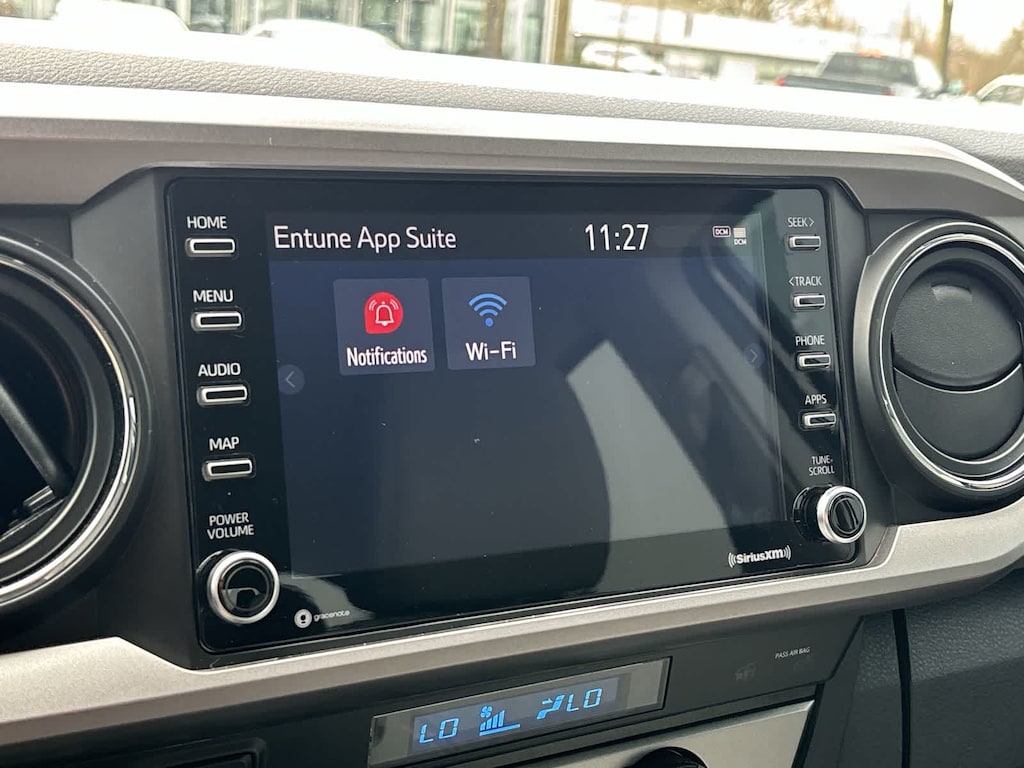 HOME
MENU
AUDIO
MAP
POWER
VOLUME
Entune App Suite
11:27
DCM
DCM
Notifications
Wi-Fi
SEEK>
<TRACK
PHONE
APPS
TUNE·
SCROLL
gracenote
((SiriusXM))
PASS AIR BAG
LO
LO